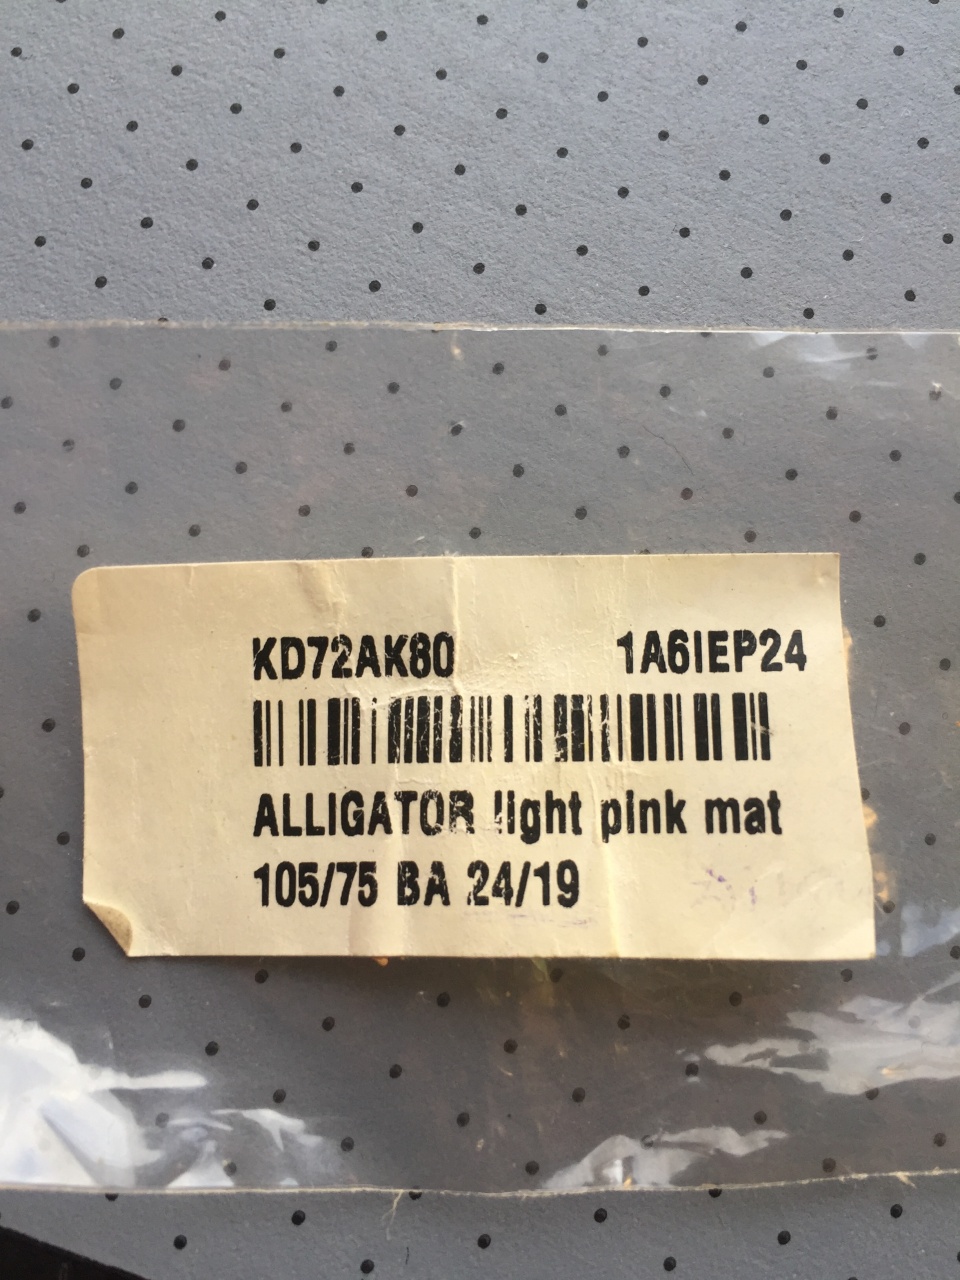 KD72AK80 1A6IEP24
ALLIGATOR light pink mat
105/75 BA 24/19